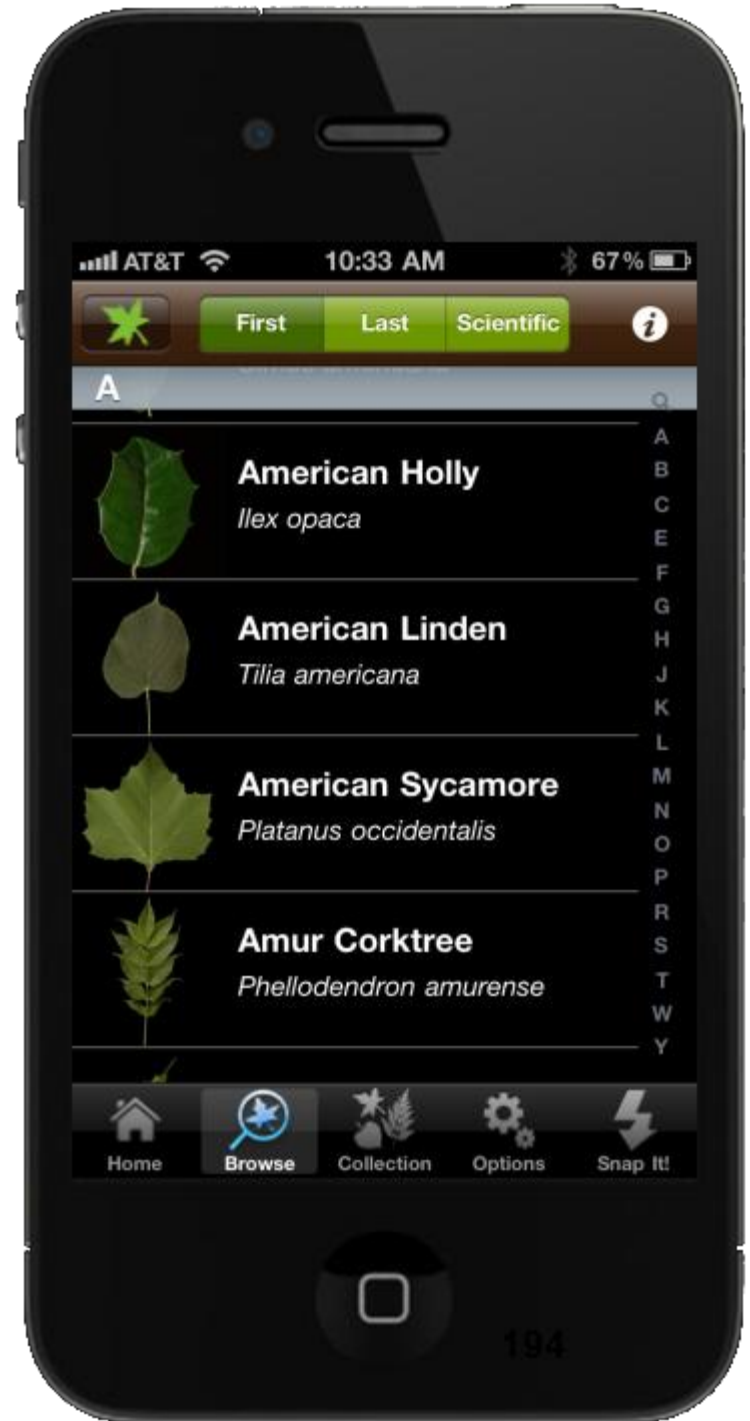 AT&T 10:33 AM 67%
First Last Scientific
A
American Holly
Ilex opaca
American Linden
Tilia americana
American Sycamore
Platanus occidentalis
Amur Corktree
Phellodendron amurense
A
B
C
E
F
G
H
J
K
L
M
N
O
P
R
S
T
W
Y
Home Browse Collection Options Snap It!
194